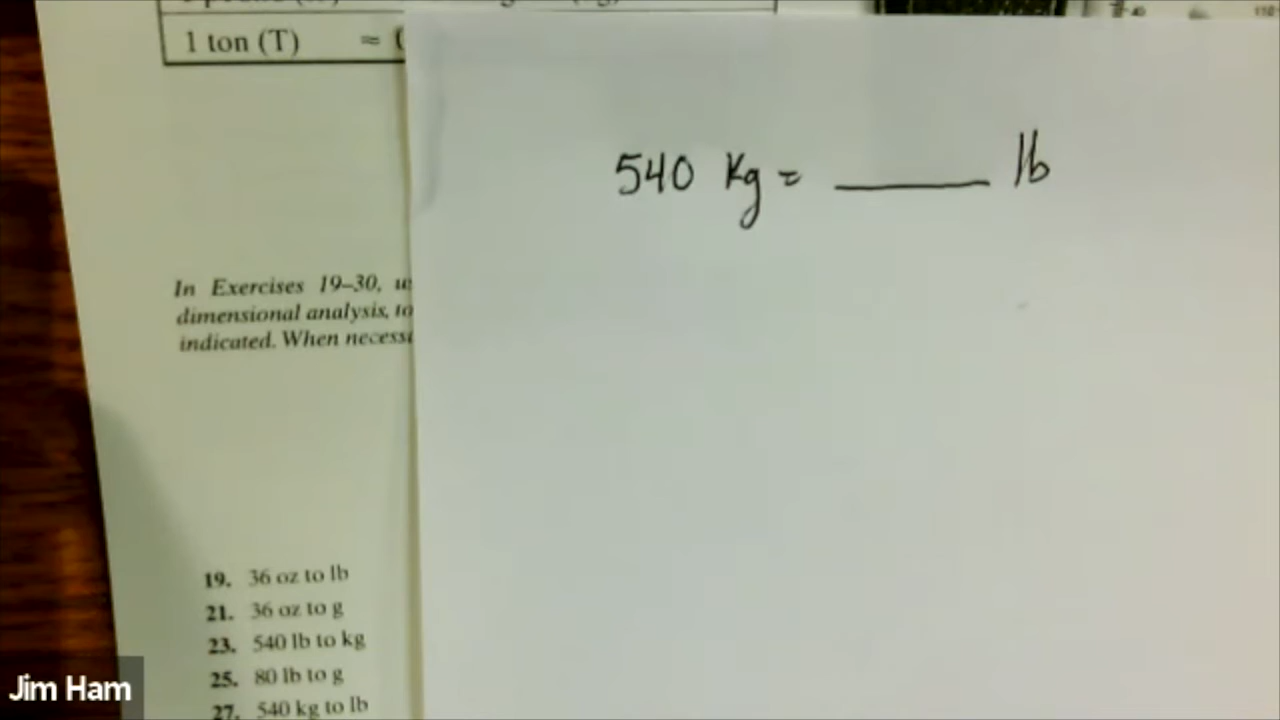 1 ton (T) ≈
540 Kg = _____ lb
In Exercises 19–30,
dimensional analysis, to
indicated. When
19. 36 oz to lb
21. 36 oz to g
23. 540 lb to kg
25. 80 lb to g
27. 540 kg to lb
Jim Ham